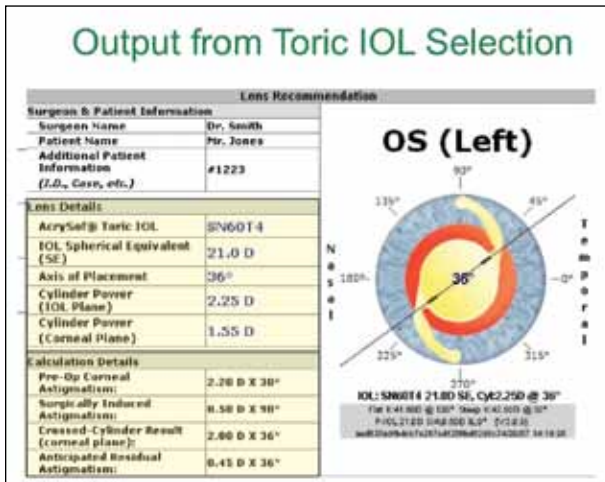 Output from Toric IOL Selection
Lens Recommendation
Surgeon & Patient Information
Surgeon Name Dr. Smith
Patient Name Mr. Jones
Additional Patient
Information #1223
(I.D., Case, etc.)
Lens Details
AcrySof® Toric IOL SN60T4
IOL Spherical Equivalent
(SE) 21.0 D
Axis of Placement 36°
Cylinder Power
(IOL Plane) 2.25 D
Cylinder Power
(Corneal Plane) 1.55 D
Calculation Details
Pre-Op Corneal
Astigmatism: 2.20 D X 30°
Surgically Induced
Astigmatism: 0.50 D X 90°
Crossed-Cylinder Result
(corneal plane): 2.00 D X 36°
Anticipated Residual
Astigmatism: 0.45 D X 36°
OS (Left)
90°
135° 45°
Nasal
180° 36° 0°
Temporal
225° 315°
270°
IOL: SN60T4 21.0D SE, Cyl:2.25D @ 36°